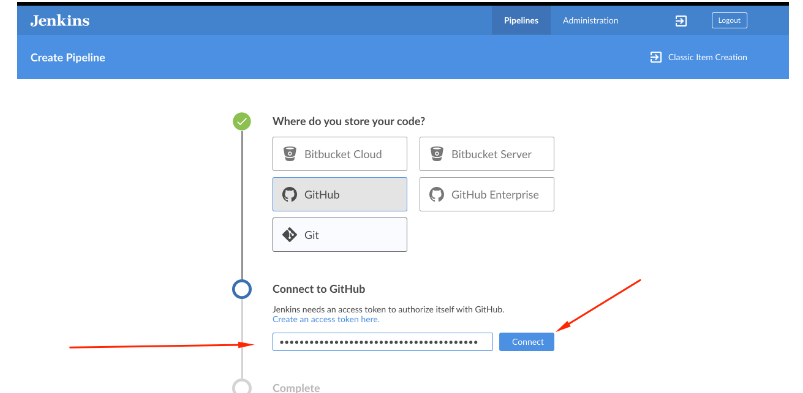 Jenkins
Pipelines
Administration
Logout
Create Pipeline
Classic Item Creation
Where do you store your code?
Bitbucket Cloud
Bitbucket Server
GitHub
GitHub Enterprise
Git
Connect to GitHub
Jenkins needs an access token to authorize itself with GitHub.
Create an access token here.
Connect
Complete